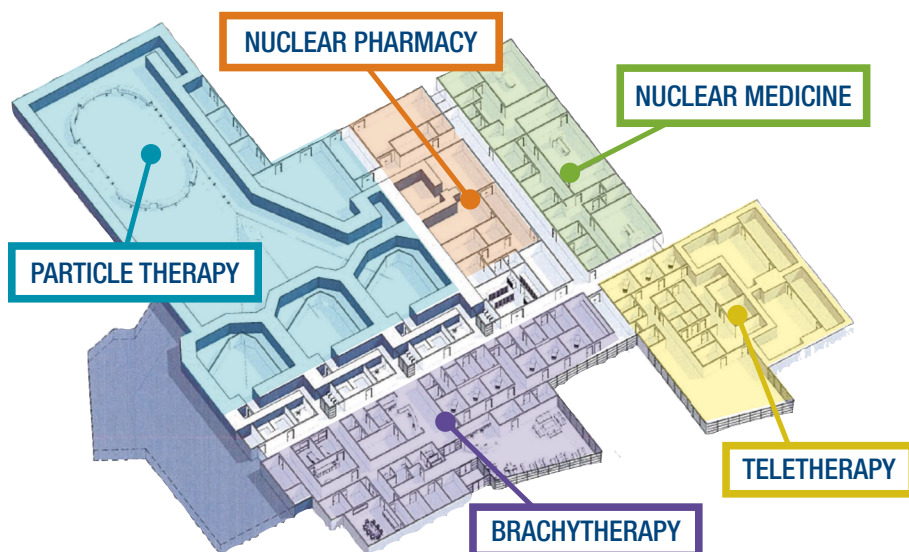 NUCLEAR PHARMACY
NUCLEAR MEDICINE
PARTICLE THERAPY
TELETHERAPY
BRACHYTHERAPY